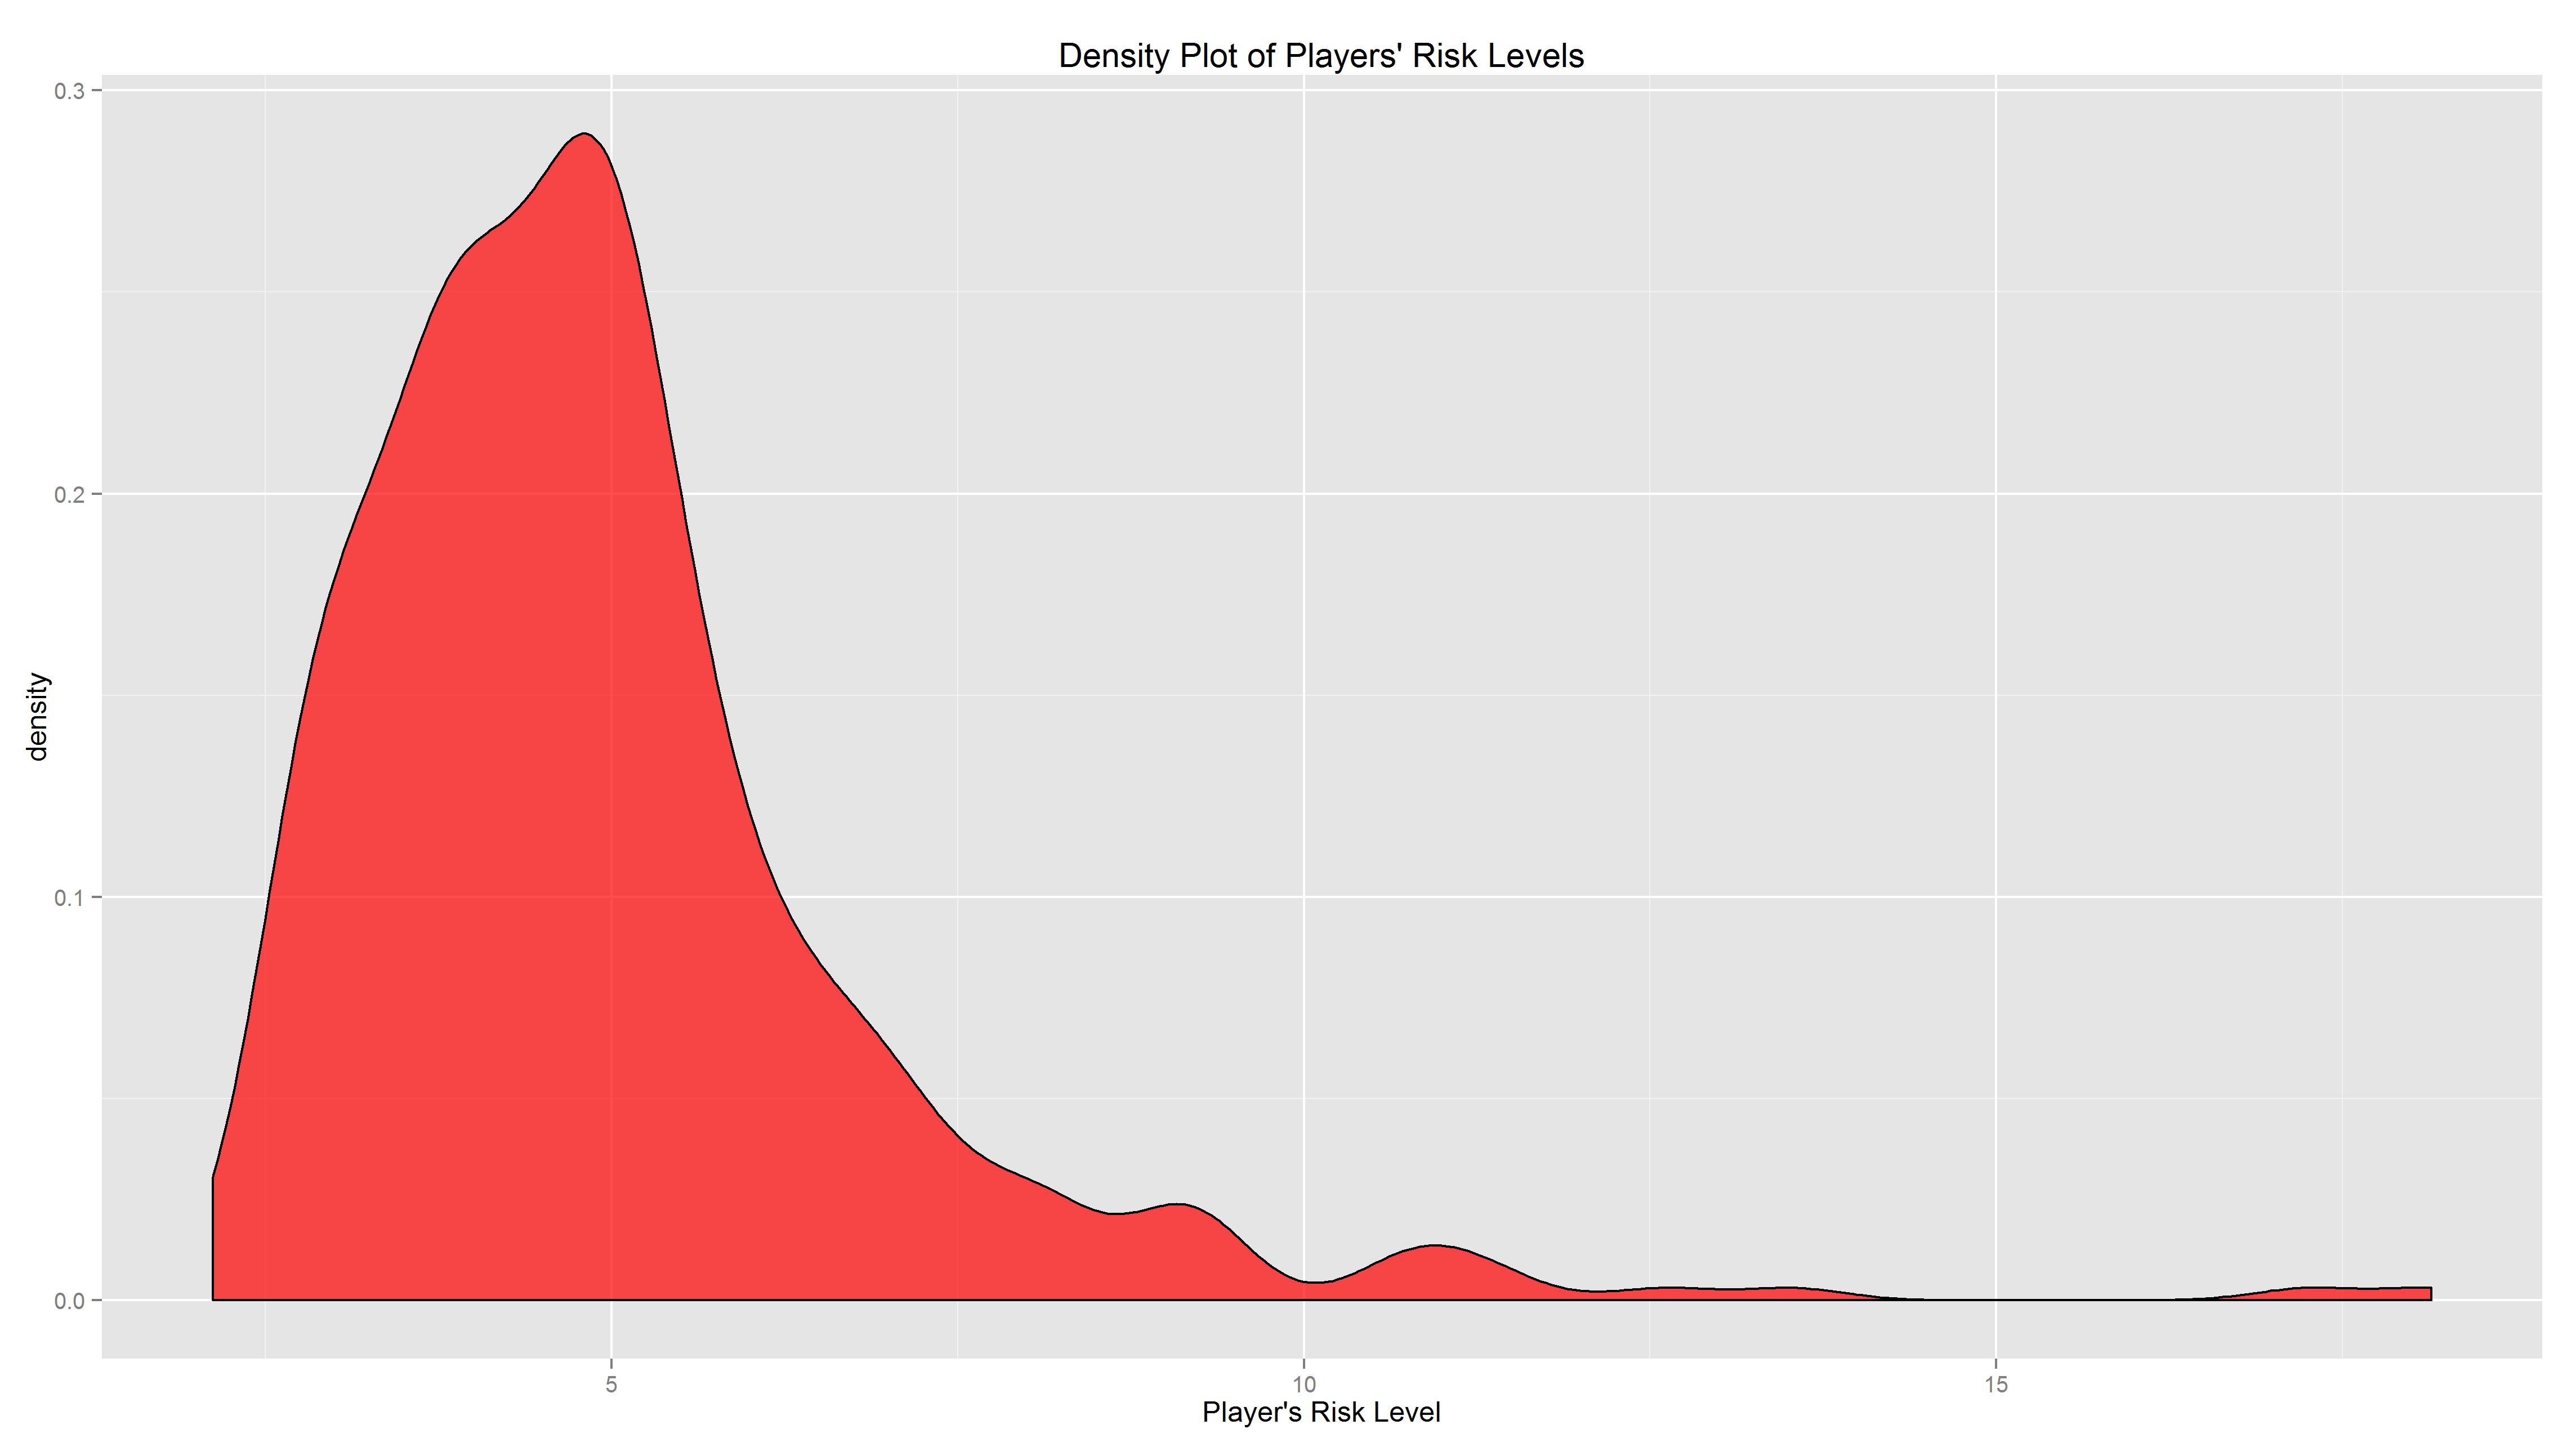 Density Plot of Players' Risk Levels
0.3
0.2
0.1
0.0
density
5
10
15
Player's Risk Level